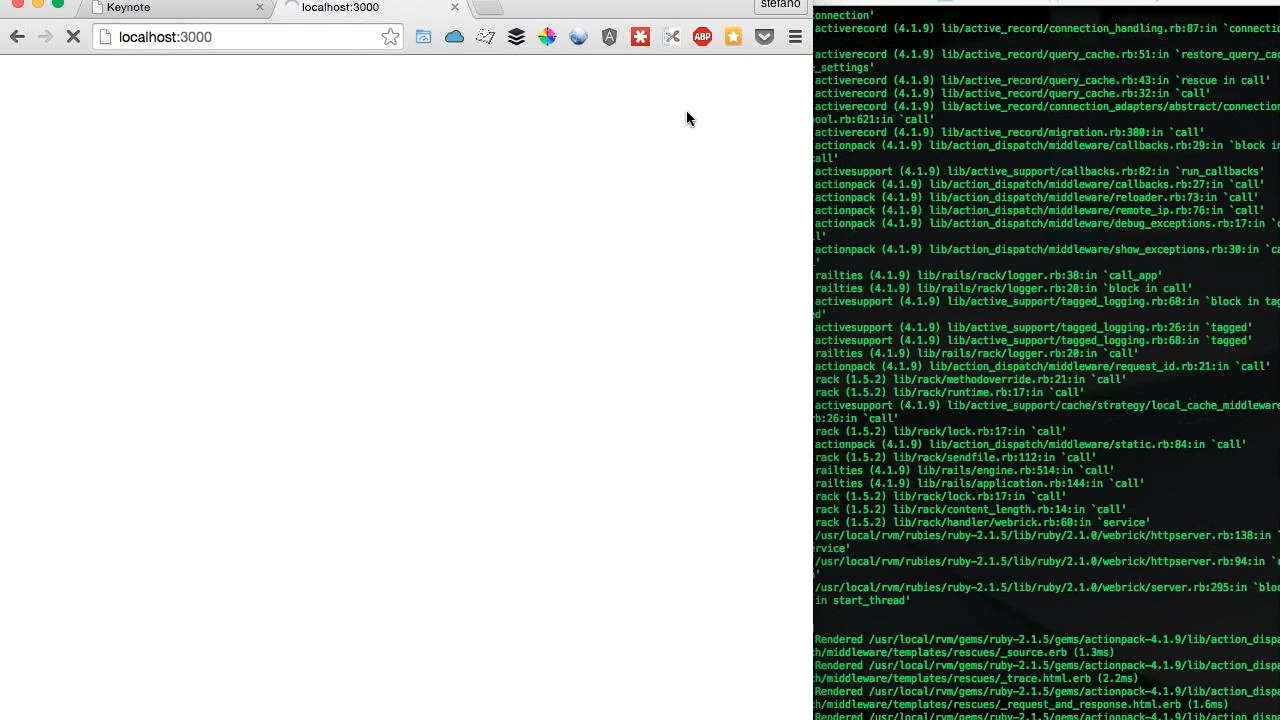 Keynote
localhost:3000
stefano
localhost:3000
ABP
connection'
activerecord (4.1.9) lib/active_record/connection_handling.rb:87:in `connectio
activerecord (4.1.9) lib/active_record/query_cache.rb:51:in `restore_query_cac
_settings'
activerecord (4.1.9) lib/active_record/query_cache.rb:43:in `rescue in call'
activerecord (4.1.9) lib/active_record/query_cache.rb:32:in `call'
activerecord (4.1.9) lib/active_record/connection_adapters/abstract/connection
ool.rb:621:in `call'
activerecord (4.1.9) lib/active_record/migration.rb:380:in `call'
actionpack (4.1.9) lib/action_dispatch/middleware/callbacks.rb:29:in `block in
all'
activesupport (4.1.9) lib/active_support/callbacks.rb:82:in `run_callbacks'
actionpack (4.1.9) lib/action_dispatch/middleware/callbacks.rb:27:in `call'
actionpack (4.1.9) lib/action_dispatch/middleware/reloader.rb:73:in `call'
actionpack (4.1.9) lib/action_dispatch/middleware/remote_ip.rb:76:in `call'
actionpack (4.1.9) lib/action_dispatch/middleware/debug_exceptions.rb:17:in `c
ll'
actionpack (4.1.9) lib/action_dispatch/middleware/show_exceptions.rb:30:in `ca
'
railties (4.1.9) lib/rails/rack/logger.rb:38:in `call_app'
railties (4.1.9) lib/rails/rack/logger.rb:20:in `block in call'
activesupport (4.1.9) lib/active_support/tagged_logging.rb:68:in `block in tag
ed'
activesupport (4.1.9) lib/active_support/tagged_logging.rb:26:in `tagged'
activesupport (4.1.9) lib/active_support/tagged_logging.rb:68:in `tagged'
railties (4.1.9) lib/rails/rack/logger.rb:20:in `call'
actionpack (4.1.9) lib/action_dispatch/middleware/request_id.rb:21:in `call'
rack (1.5.2) lib/rack/methodoverride.rb:21:in `call'
rack (1.5.2) lib/rack/runtime.rb:17:in `call'
activesupport (4.1.9) lib/active_support/cache/strategy/local_cache_middleware
rb:26:in `call'
rack (1.5.2) lib/rack/lock.rb:17:in `call'
actionpack (4.1.9) lib/action_dispatch/middleware/static.rb:84:in `call'
rack (1.5.2) lib/rack/sendfile.rb:112:in `call'
railties (4.1.9) lib/rails/engine.rb:514:in `call'
railties (4.1.9) lib/rails/application.rb:144:in `call'
rack (1.5.2) lib/rack/lock.rb:17:in `call'
rack (1.5.2) lib/rack/content_length.rb:14:in `call'
rack (1.5.2) lib/rack/handler/webrick.rb:60:in `service'
/usr/local/rvm/rubies/ruby-2.1.5/lib/ruby/2.1.0/webrick/httpserver.rb:138:in `
ervice'
/usr/local/rvm/rubies/ruby-2.1.5/lib/ruby/2.1.0/webrick/httpserver.rb:94:in `r
'
/usr/local/rvm/rubies/ruby-2.1.5/lib/ruby/2.1.0/webrick/server.rb:295:in `bloc
in start_thread'
Rendered /usr/local/rvm/gems/ruby-2.1.5/gems/actionpack-4.1.9/lib/action_dispa
h/middleware/templates/rescues/_source.erb (1.3ms)
Rendered /usr/local/rvm/gems/ruby-2.1.5/gems/actionpack-4.1.9/lib/action_dispa
h/middleware/templates/rescues/_trace.html.erb (2.2ms)
Rendered /usr/local/rvm/gems/ruby-2.1.5/gems/actionpack-4.1.9/lib/action_dispa
h/middleware/templates/rescues/_request_and_response.html.erb (1.6ms)
Rendered /usr/local/rvm/gems/ruby-2.1.5/gems/actionpack-4.1.9/lib/action_dispa